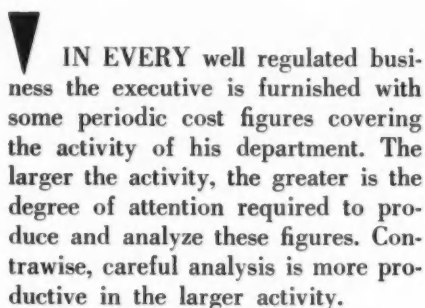 IN EVERY well regulated busi-
ness the executive is furnished with
some periodic cost figures covering
the activity of his department. The
larger the activity, the greater is the
degree of attention required to pro-
duce and analyze these figures. Con-
trawise, careful analysis is more pro-
ductive in the larger activity.